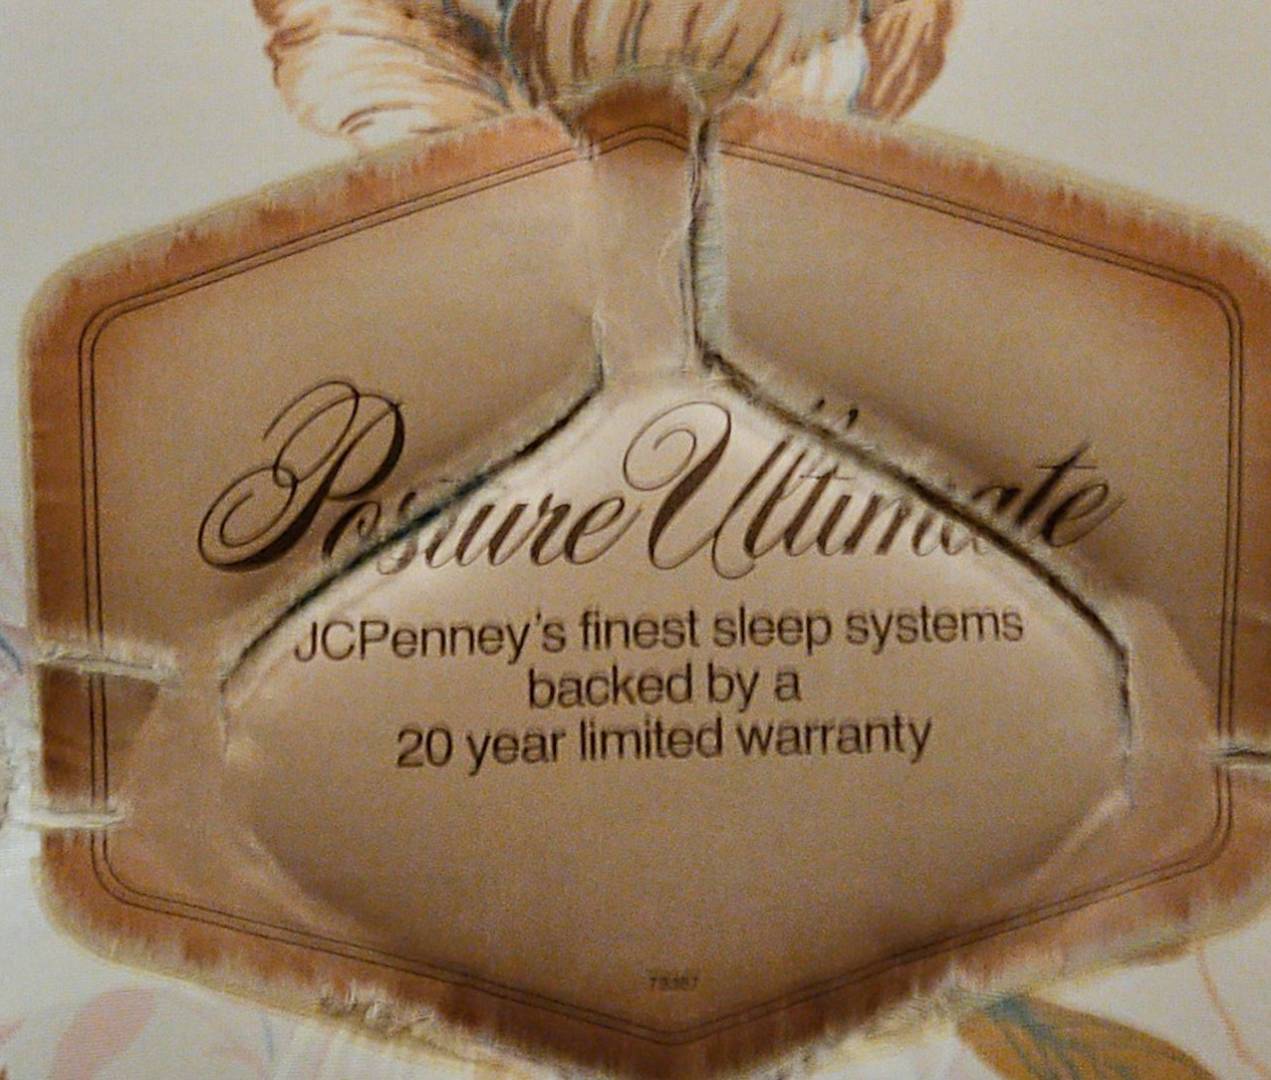 Posture Ultimate
JCPenney's finest sleep systems
backed by a
20 year limited warranty